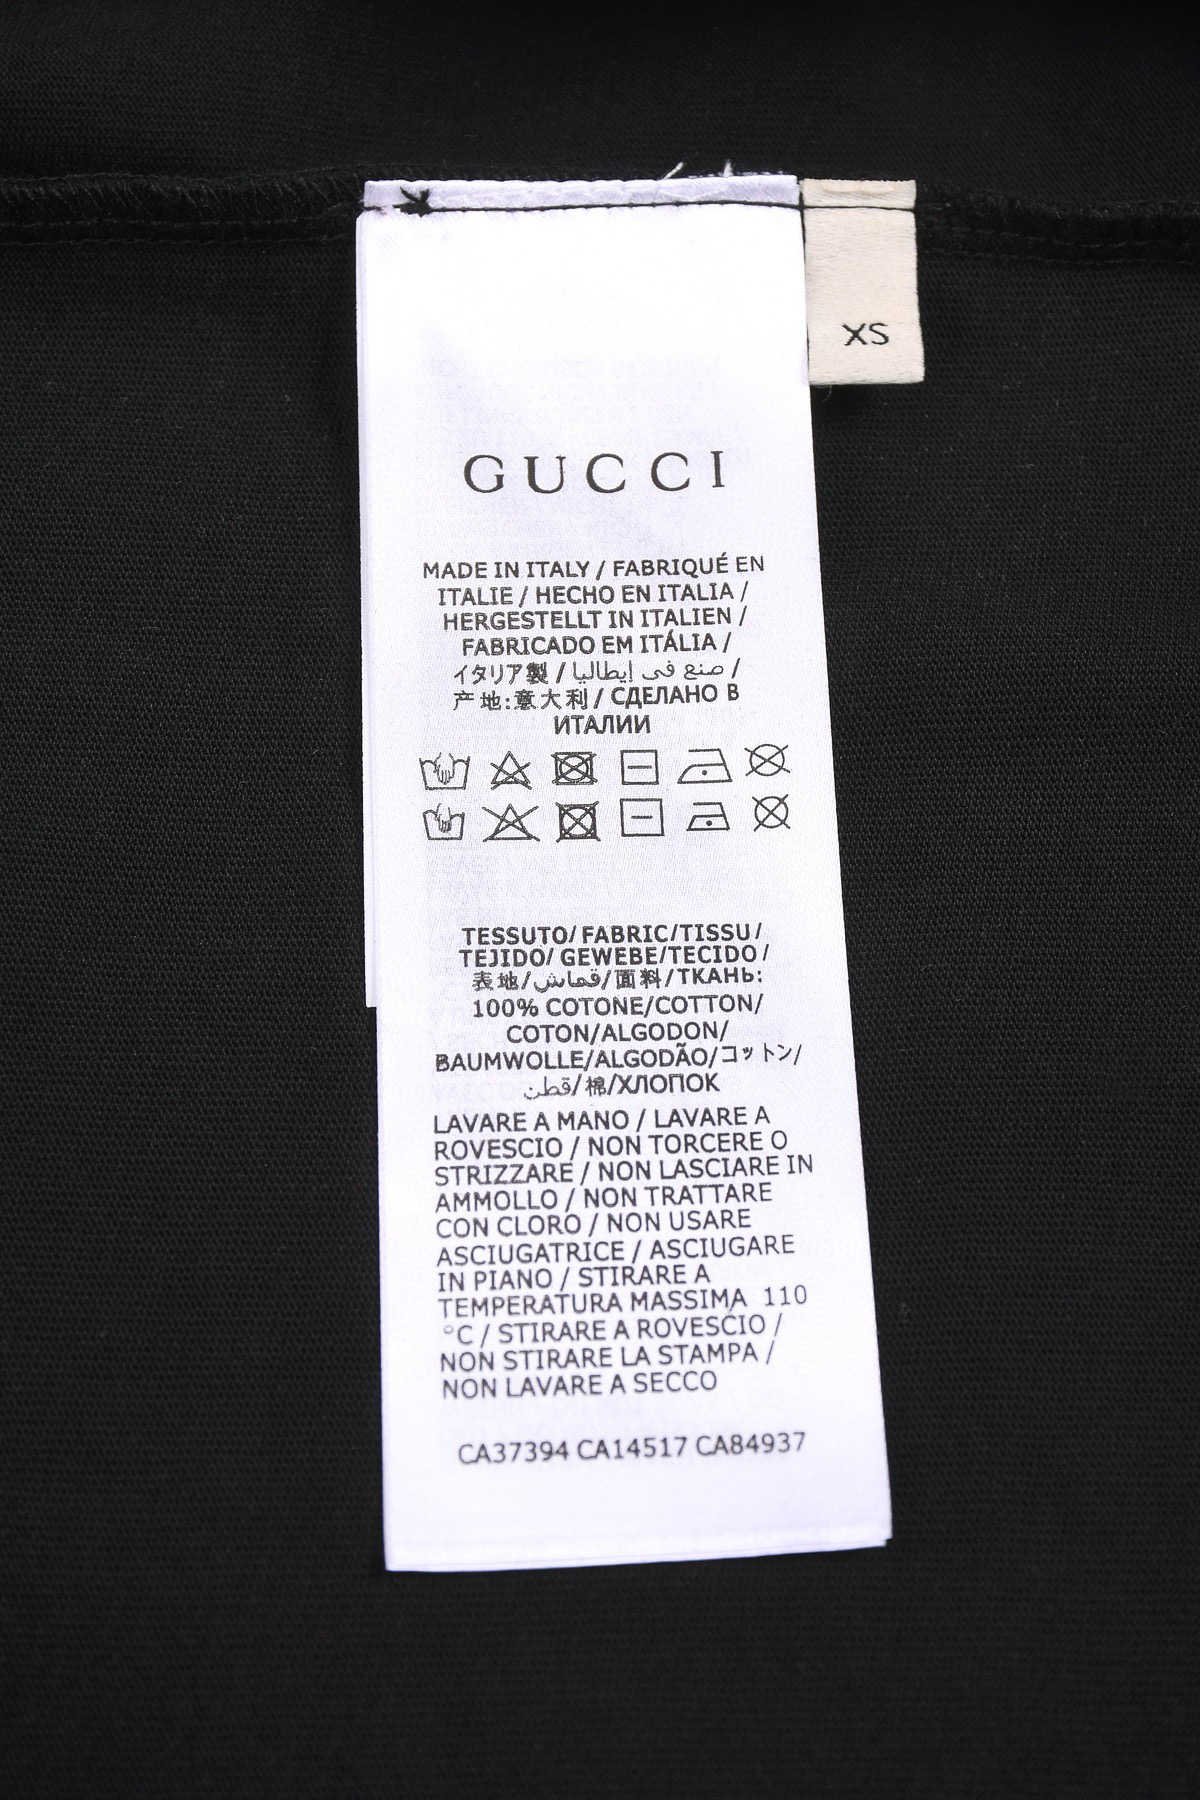 XS
GUCCI
MADE IN ITALY / FABRIQUÉ EN
ITALIE / HECHO EN ITALIA /
HERGESTELLT IN ITALIEN /
FABRICADO EM ITÁLIA /
イタリア製 / صنع في إيطاليا /
产地:意大利 / СДЕЛАНО В
ИТАЛИИ
TESSUTO/ FABRIC/TISSU/
TEJIDO/ GEWEBE/TECIDO/
表地/قماش/面料/ТКАНЬ:
100% COTONE/COTTON/
COTON/ALGODON/
BAUMWOLLE/ALGODÃO/コットン/
قطن/棉/ХЛОПОК
LAVARE A MANO / LAVARE A
ROVESCIO / NON TORCERE O
STRIZZARE / NON LASCIARE IN
AMMOLLO / NON TRATTARE
CON CLORO / NON USARE
ASCIUGATRICE / ASCIUGARE
IN PIANO / STIRARE A
TEMPERATURA MASSIMA 110
°C / STIRARE A ROVESCIO /
NON STIRARE LA STAMPA /
NON LAVARE A SECCO
CA37394 CA14517 CA84937